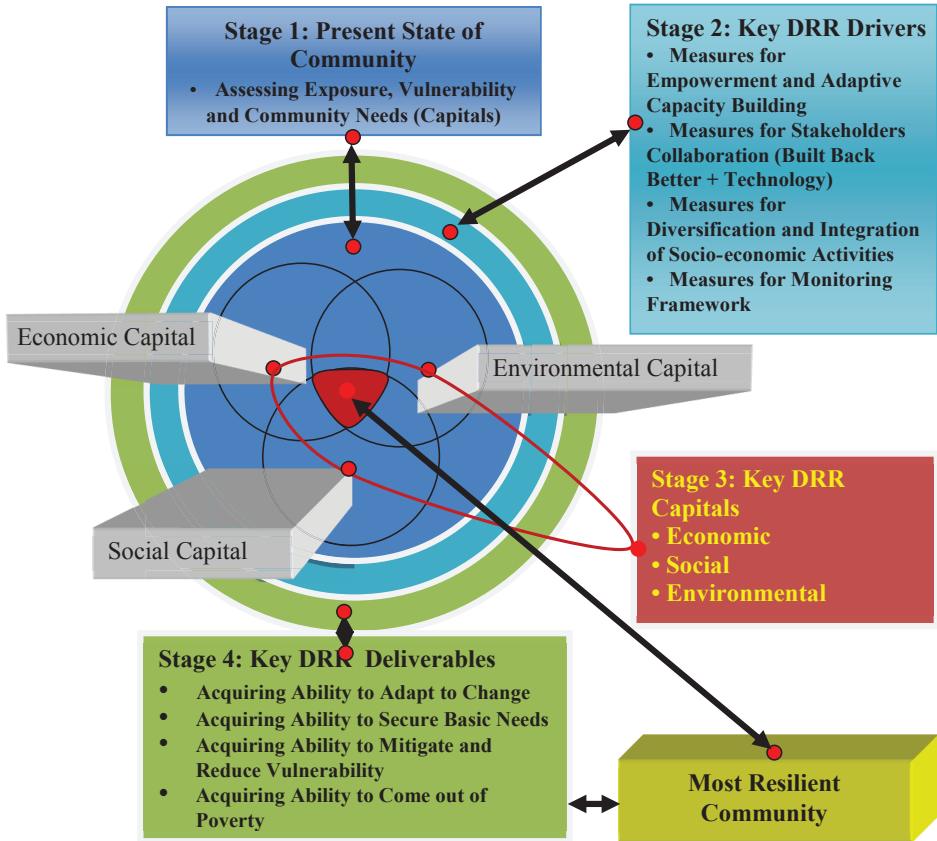 Stage 1: Present State of
Community
• Assessing Exposure, Vulnerability
and Community Needs (Capitals)
Stage 2: Key DRR Drivers
• Measures for
Empowerment and Adaptive
Capacity Building
• Measures for Stakeholders
Collaboration (Built Back
Better + Technology)
• Measures for
Diversification and Integration
of Socio-economic Activities
• Measures for Monitoring
Framework
Economic Capital
Environmental Capital
Social Capital
Stage 3: Key DRR
Capitals
• Economic
• Social
• Environmental
Stage 4: Key DRR Deliverables
• Acquiring Ability to Adapt to Change
• Acquiring Ability to Secure Basic Needs
• Acquiring Ability to Mitigate and
Reduce Vulnerability
• Acquiring Ability to Come out of
Poverty
Most Resilient
Community